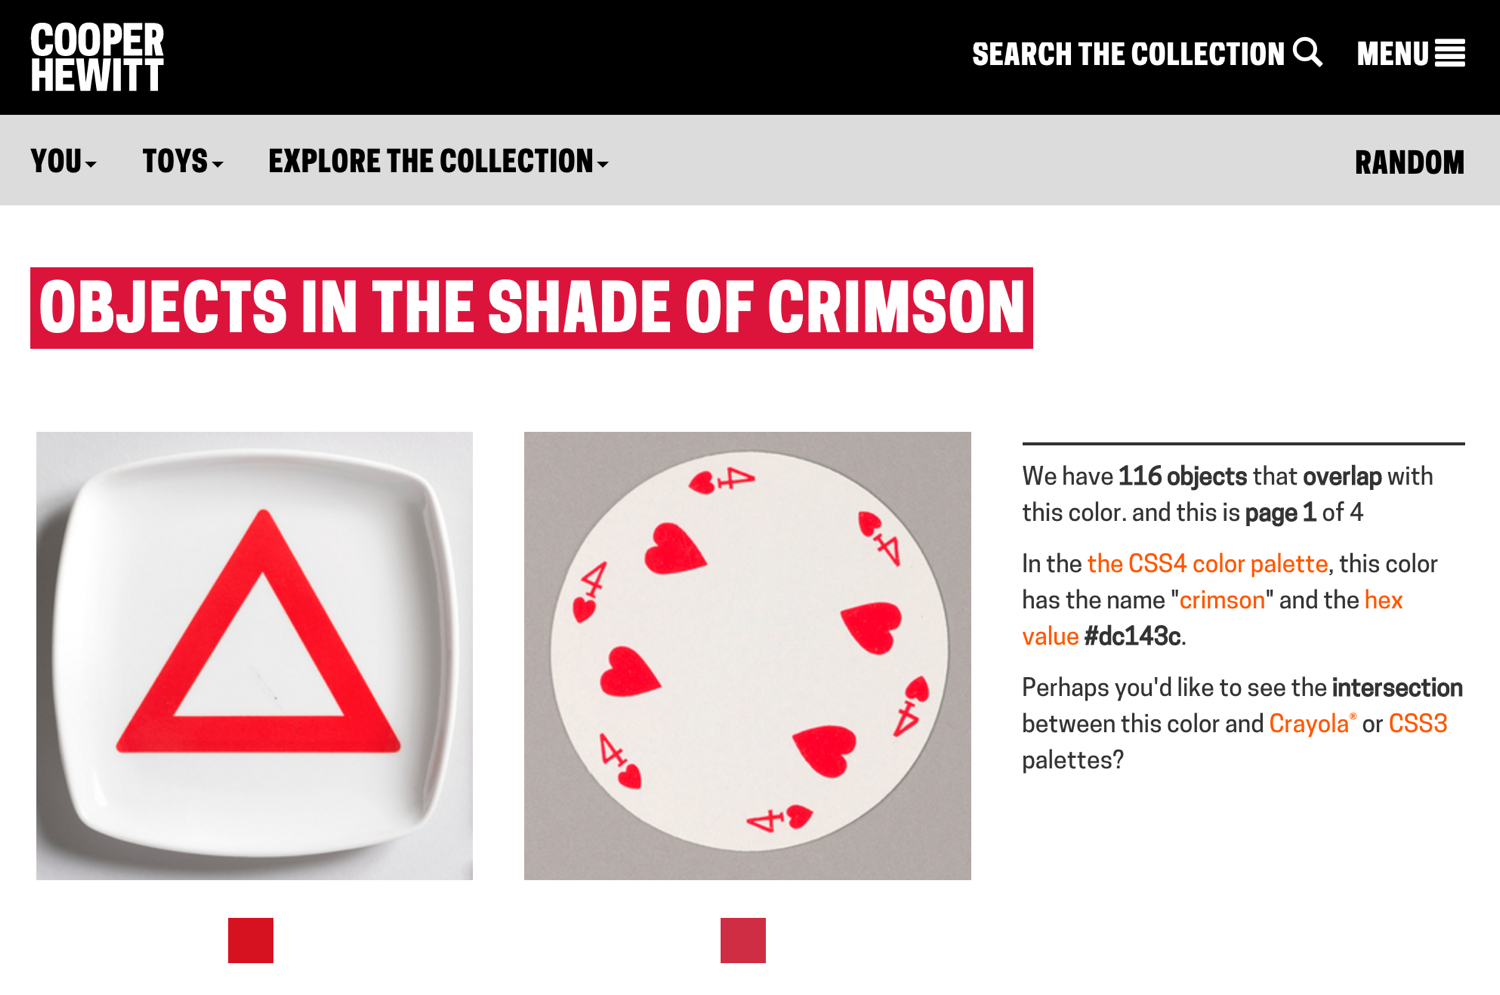 COOPER
HEWITT
SEARCH THE COLLECTION
MENU
YOU
TOYS
EXPLORE THE COLLECTION
RANDOM
OBJECTS IN THE SHADE OF CRIMSON
4
4
4
4
4
4
We have 116 objects that overlap with
this color. and this is page 1 of 4
In the the CSS4 color palette, this color
has the name "crimson" and the hex
value #dc143c.
Perhaps you'd like to see the intersection
between this color and Crayola® or CSS3
palettes?